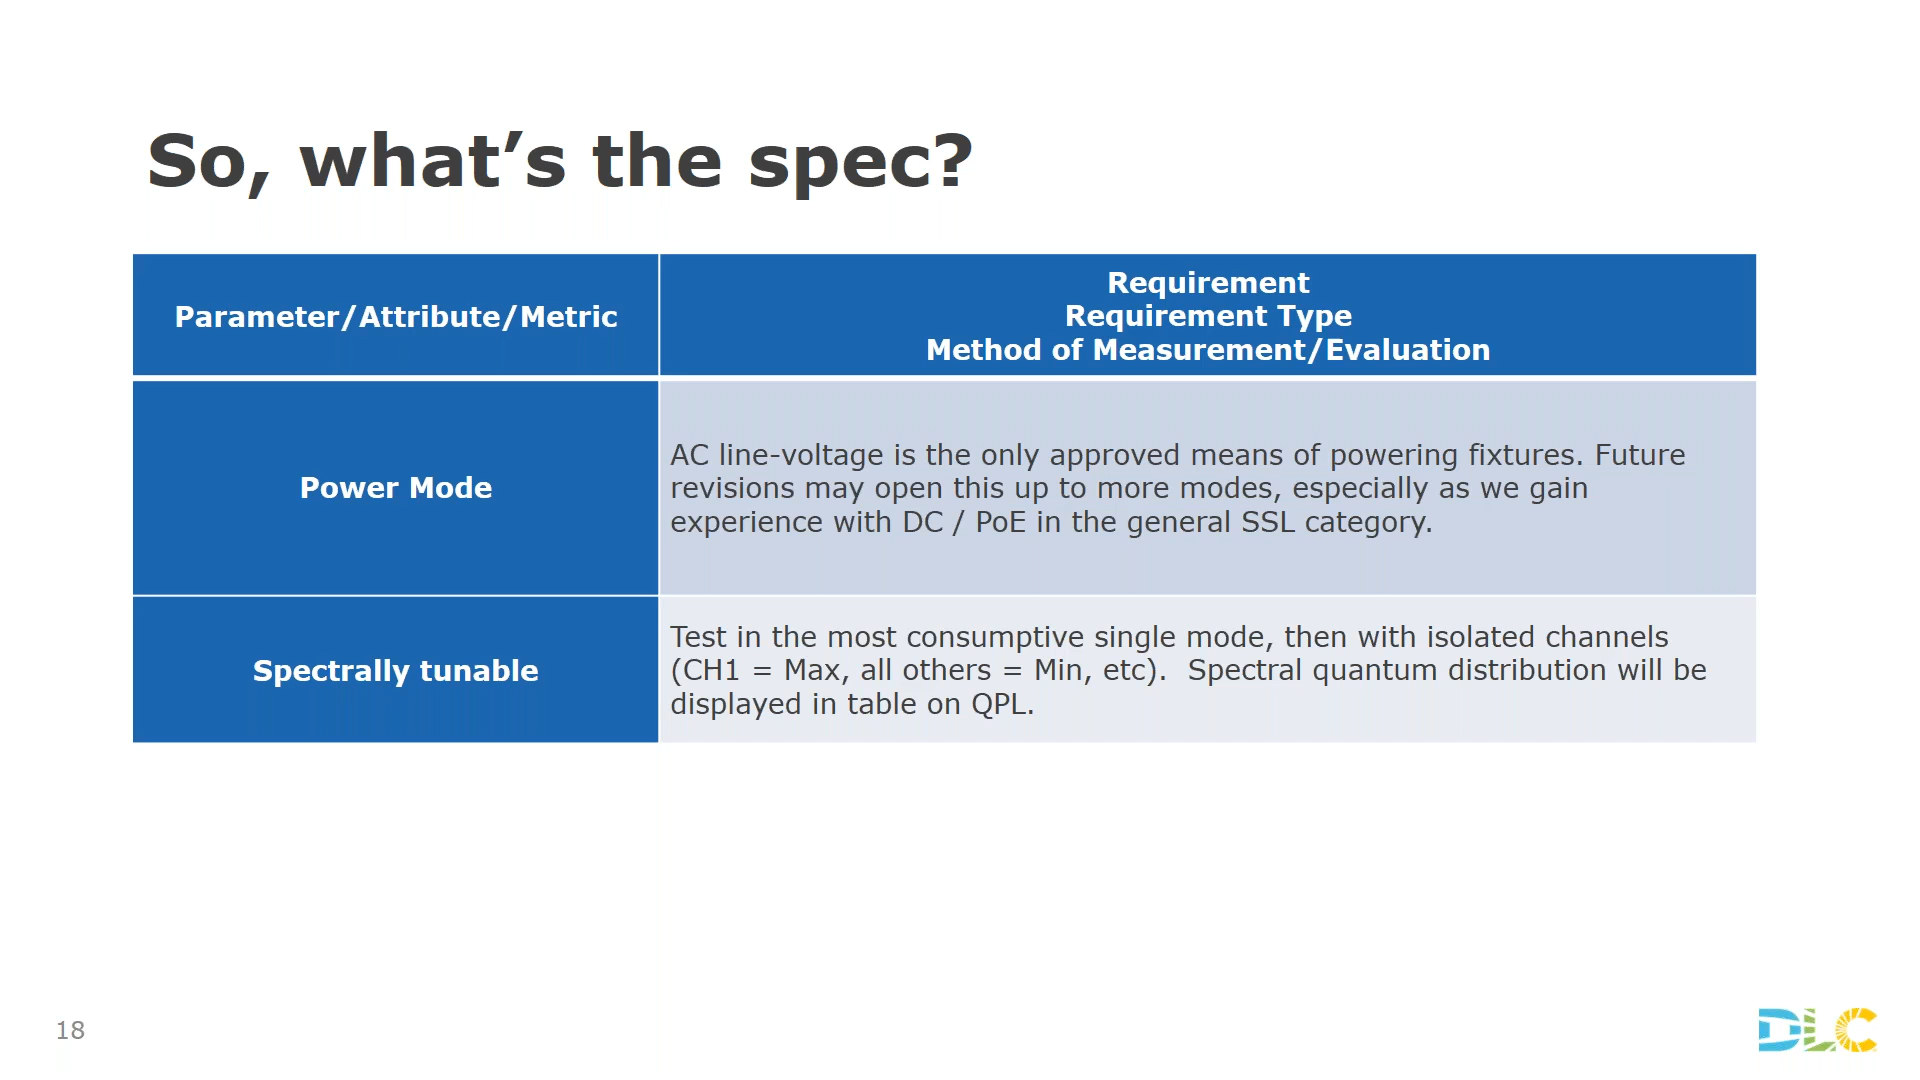 So, what’s the spec?
Parameter/Attribute/Metric
Requirement
Requirement Type
Method of Measurement/Evaluation
Power Mode
AC line-voltage is the only approved means of powering fixtures. Future
revisions may open this up to more modes, especially as we gain
experience with DC / PoE in the general SSL category.
Spectrally tunable
Test in the most consumptive single mode, then with isolated channels
(CH1 = Max, all others = Min, etc).  Spectral quantum distribution will be
displayed in table on QPL.
18
DLC